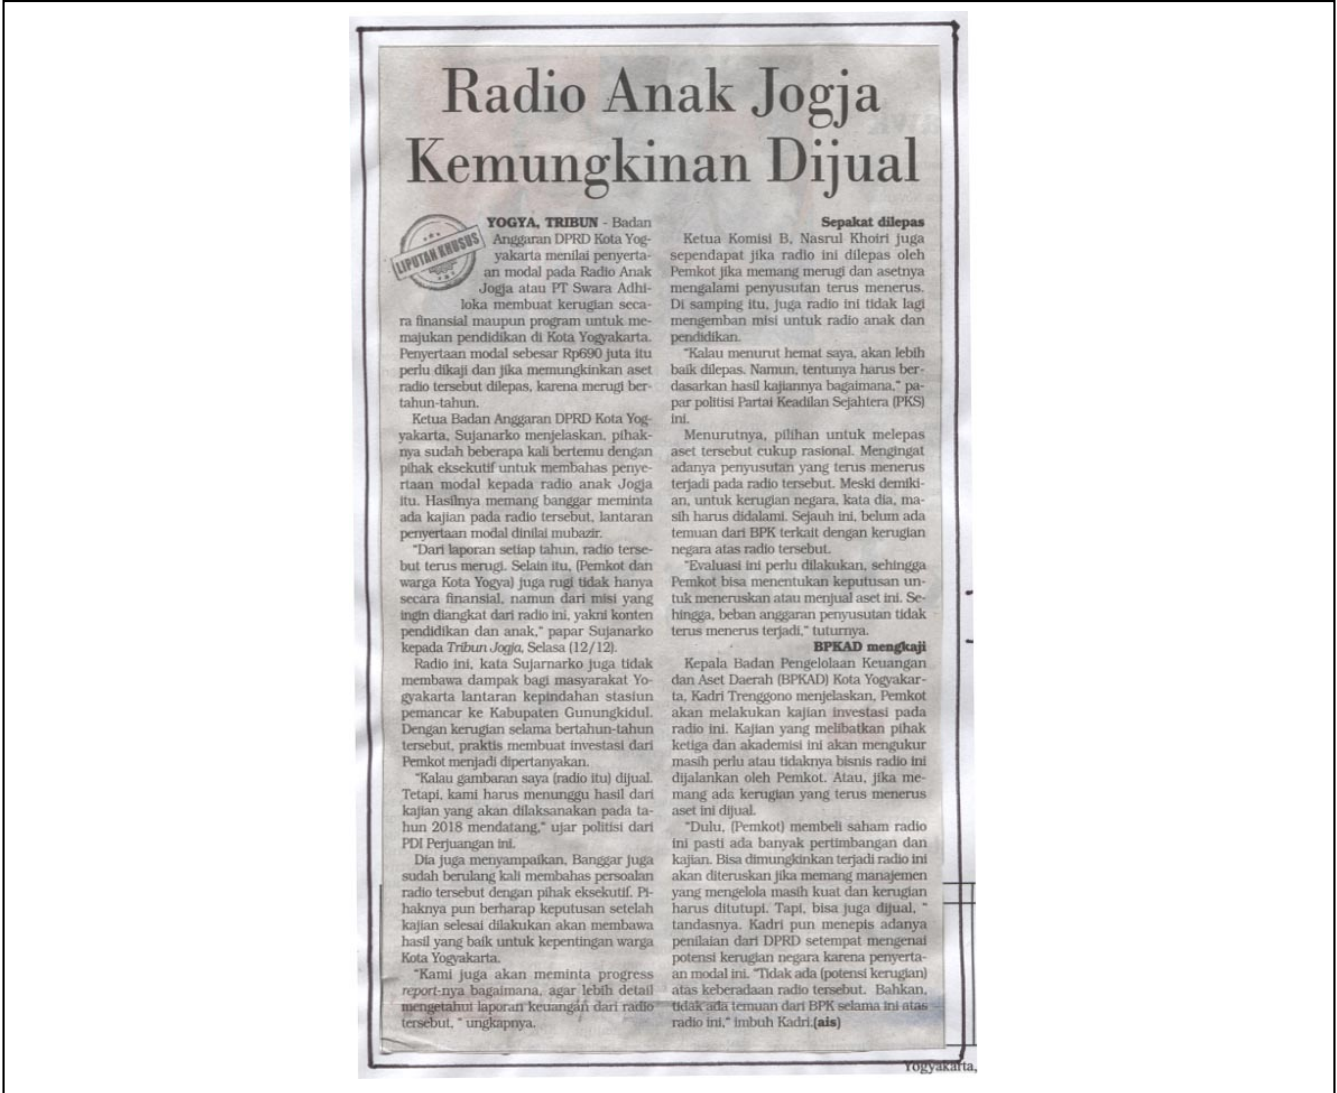 Radio Anak Jogja
Kemungkinan Dijual
LIPUTAN KHUSUS
YOGYA, TRIBUN - Badan
Anggaran DPRD Kota Yog-
yakarta menilai penyerta-
an modal pada Radio Anak
Jogja atau PT Swara Adhi-
loka membuat kerugian seca-
ra finansial maupun program untuk me-
majukan pendidikan di Kota Yogyakarta.
Penyertaan modal sebesar Rp690 juta itu
perlu dikaji dan jika memungkinkan aset
radio tersebut dilepas, karena merugi ber-
tahun-tahun.
Ketua Badan Anggaran DPRD Kota Yog-
yakarta, Sujanarko menjelaskan, pihak-
nya sudah beberapa kali bertemu dengan
pihak eksekutif untuk membahas penye-
rtaan modal kepada radio anak Jogja
itu. Hasilnya memang banggar meminta
ada kajian pada radio tersebut, lantaran
penyertaan modal dinilai mubazir.
"Dari laporan setiap tahun, radio terse-
but terus merugi. Selain itu, (Pemkot dan
warga Kota Yogya) juga rugi tidak hanya
secara finansial, namun dari misi yang
ingin diangkat dari radio ini, yakni konten
pendidikan dan anak," papar Sujanarko
kepada Tribun Jogja, Selasa (12/12).
Radio ini, kata Sujarnarko juga tidak
membawa dampak bagi masyarakat Yo-
gyakarta lantaran kepindahan stasiun
pemancar ke Kabupaten Gunungkidul.
Dengan kerugian selama bertahun-tahun
tersebut, praktis membuat investasi dari
Pemkot menjadi dipertanyakan.
"Kalau gambaran saya (radio itu) dijual.
Tetapi, kami harus menunggu hasil dari
kajian yang akan dilaksanakan pada ta-
hun 2018 mendatang," ujar politisi dari
PDI Perjuangan ini.
Dia juga menyampaikan, Banggar juga
sudah berulang kali membahas persoalan
radio tersebut dengan pihak eksekutif. Pi-
haknya pun berharap keputusan setelah
kajian selesai dilakukan akan membawa
hasil yang baik untuk kepentingan warga
Kota Yogyakarta.
"Kami juga akan meminta progress
report-nya bagaimana, agar lebih detail
mengetahui laporan keuangan dari radio
tersebut, " ungkapnya.
Sepakat dilepas
Ketua Komisi B, Nasrul Khoiri juga
sependapat jika radio ini dilepas oleh
Pemkot jika memang merugi dan asetnya
mengalami penyusutan terus menerus.
Di samping itu, juga radio ini tidak lagi
mengemban misi untuk radio anak dan
pendidikan.
"Kalau menurut hemat saya, akan lebih
baik dilepas. Namun, tentunya harus ber-
dasarkan hasil kajiannya bagaimana," pa-
par politisi Partai Keadilan Sejahtera (PKS)
ini.
Menurutnya, pilihan untuk melepas
aset tersebut cukup rasional. Mengingat
adanya penyusutan yang terus menerus
terjadi pada radio tersebut. Meski demiki-
an, untuk kerugian negara, kata dia, ma-
sih harus didalami. Sejauh ini, belum ada
temuan dari BPK terkait dengan kerugian
negara atas radio tersebut.
"Evaluasi ini perlu dilakukan, sehingga
Pemkot bisa menentukan keputusan un-
tuk meneruskan atau menjual aset ini. Se-
hingga, beban anggaran penyusutan tidak
terus menerus terjadi," tuturnya.
BPKAD mengkaji
Kepala Badan Pengelolaan Keuangan
dan Aset Daerah (BPKAD) Kota Yogyakar-
ta, Kadri Trenggono menjelaskan, Pemkot
akan melakukan kajian investasi pada
radio ini. Kajian yang melibatkan pihak
ketiga dan akademisi ini akan mengukur
masih perlu atau tidaknya bisnis radio ini
dijalankan oleh Pemkot. Atau, jika me-
mang ada kerugian yang terus menerus
aset ini dijual.
"Dulu, (Pemkot) membeli saham radio
ini pasti ada banyak pertimbangan dan
kajian. Bisa dimungkinkan terjadi radio ini
akan diteruskan jika memang manajemen
yang mengelola masih kuat dan kerugian
harus ditutupi. Tapi, bisa juga dijual, "
tandasnya. Kadri pun menepis adanya
penilaian dari DPRD setempat mengenai
potensi kerugian negara karena penyerta-
an modal ini. "Tidak ada (potensi kerugian)
atas keberadaan radio tersebut. Bahkan,
tidak ada temuan dari BPK selama ini atas
radio ini," imbuh Kadri.(ais)
Yogyakarta,